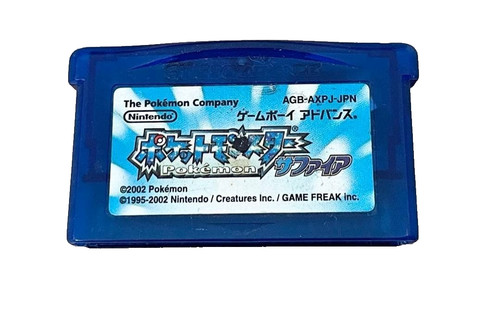 The Pokémon Company
AGB-AXPJ-JPN
Nintendo
ゲームボーイ アドバンス®
ポケットモンスター
Pokémon
サファイア
©2002 Pokémon
©1995-2002 Nintendo / Creatures Inc. / GAME FREAK inc.